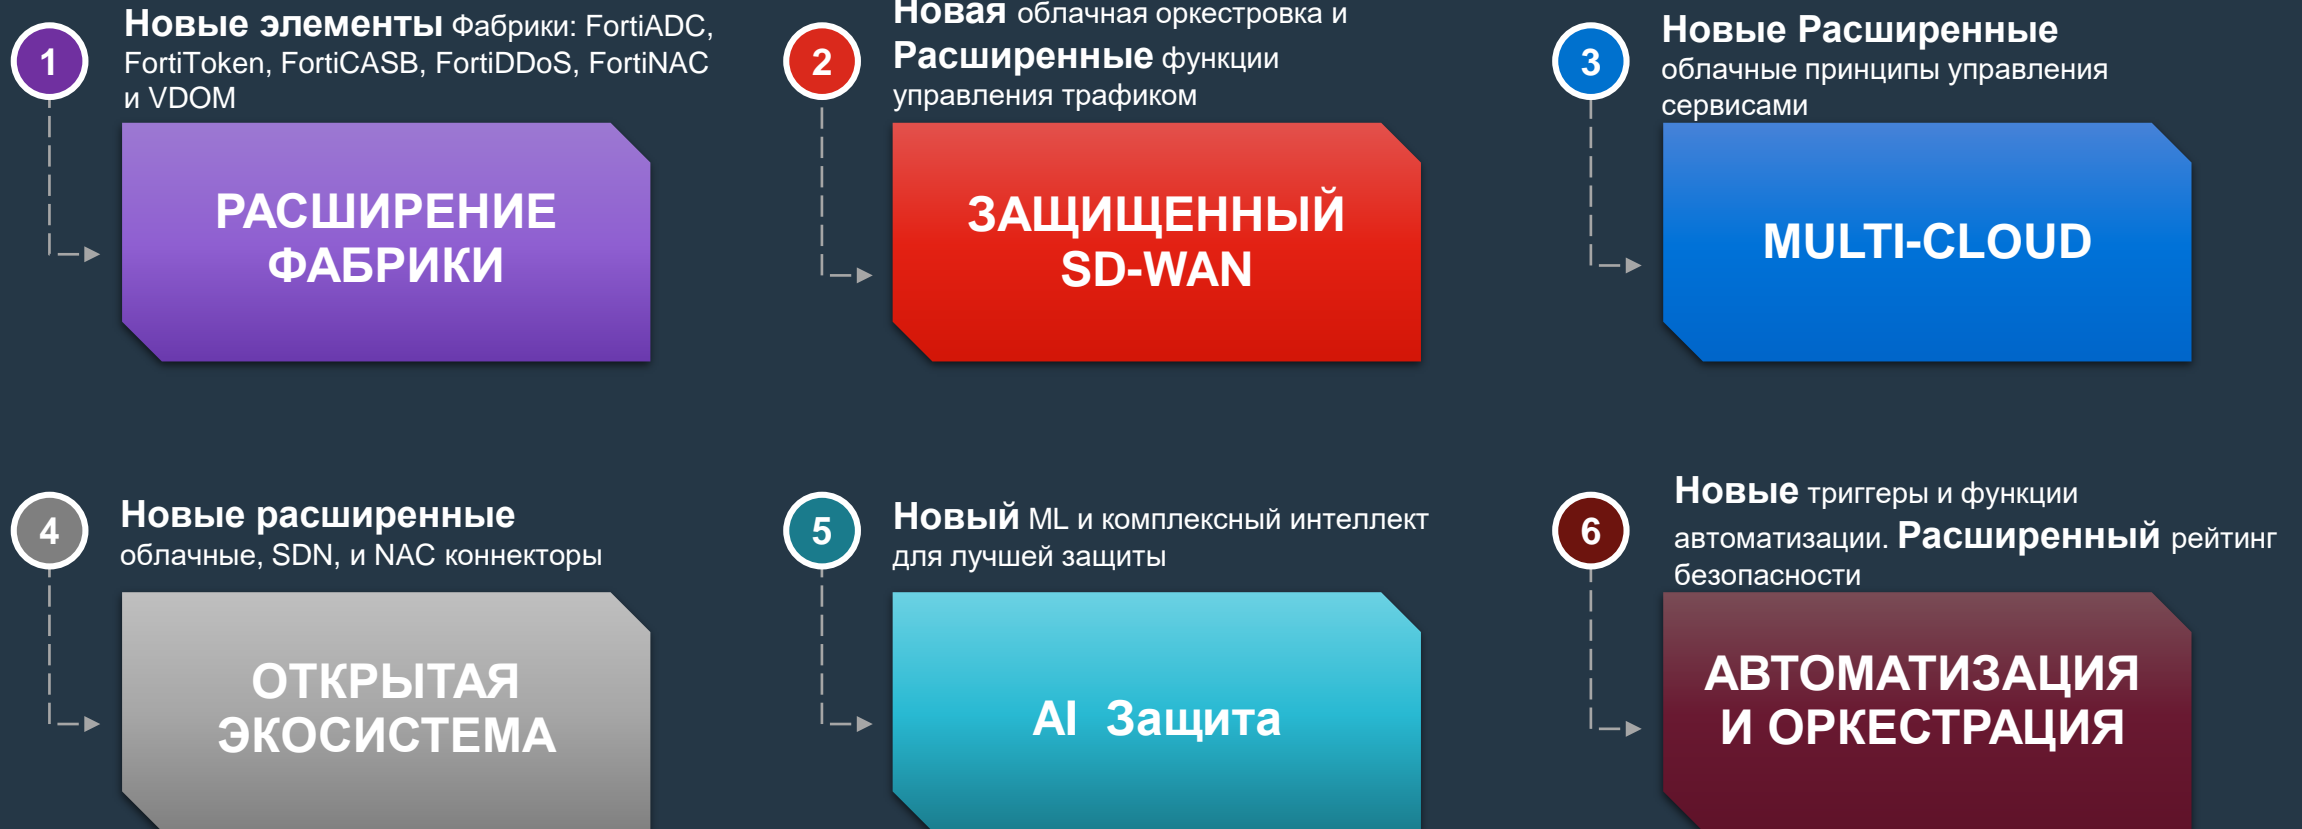 1
Новые элементы Фабрики: FortiADC,
FortiToken, FortiCASB, FortiDDoS, FortiNAC
и VDOM
РАСШИРЕНИЕ
ФАБРИКИ
2
Новая облачная оркестровка и
Расширенные функции
управления трафиком
ЗАЩИЩЕННЫЙ
SD-WAN
3
Новые Расширенные
облачные принципы управления
сервисами
MULTI-CLOUD
4
Новые расширенные
облачные, SDN, и NAC коннекторы
ОТКРЫТАЯ
ЭКОСИСТЕМА
5
Новый ML и комплексный интеллект
для лучшей защиты
AI Защита
6
Новые триггеры и функции
автоматизации. Расширенный рейтинг
безопасности
АВТОМАТИЗАЦИЯ
И ОРКЕСТРАЦИЯ